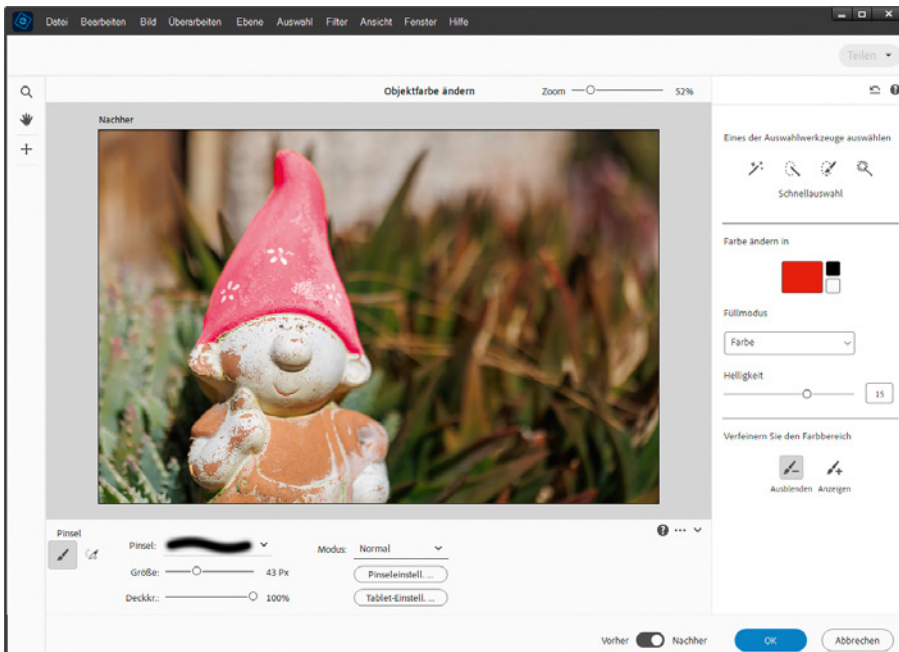 Datei Bearbeiten Bild Überarbeiten Ebene Auswahl Filter Ansicht Fenster Hilfe
Teilen
Objektfarbe ändern Zoom 52%
Nachher
Eines der Auswahlwerkzeuge auswählen
Schnellauswahl
Farbe ändern in
Füllmodus
Farbe
Helligkeit
15
Verfeinern Sie den Farbbereich
Ausblenden Anzeigen
Pinsel
Pinsel: Modus: Normal
Größe: 43 Px Pinseleinstell. ...
Deckkr.: 100% Tablet-Einstell. ...
Vorher Nachher OK Abbrechen